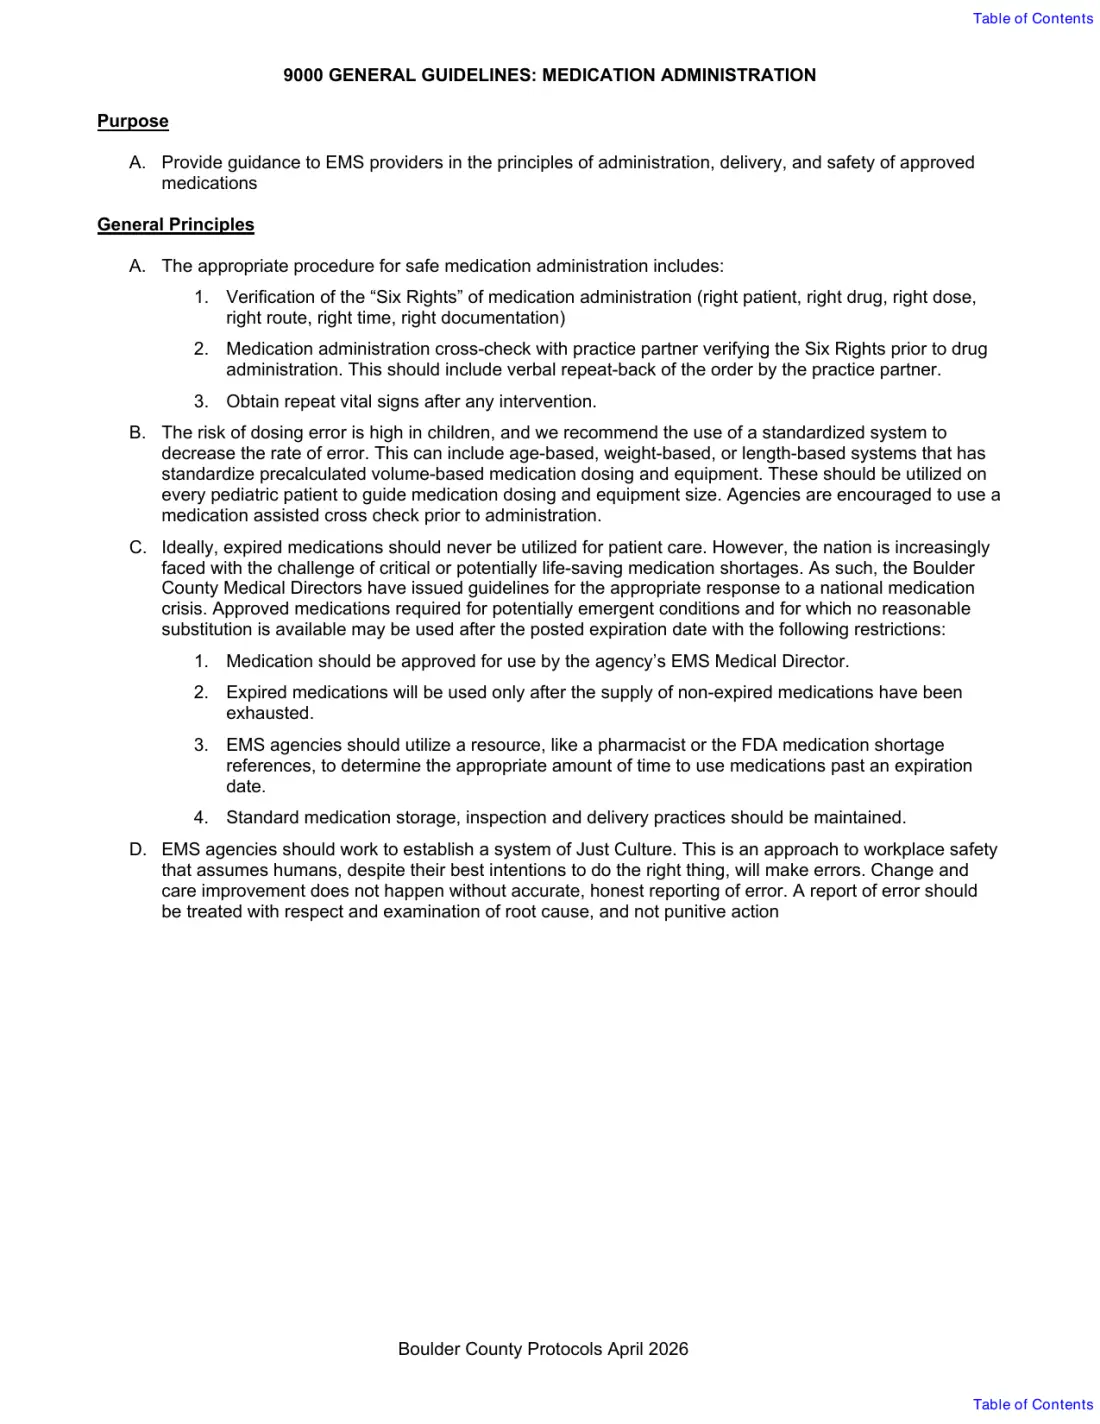 Table of Contents
9000 GENERAL GUIDELINES: MEDICATION ADMINISTRATION
Purpose
A. Provide guidance to EMS providers in the principles of administration, delivery, and safety of approved
medications
General Principles
A. The appropriate procedure for safe medication administration includes:
1. Verification of the “Six Rights” of medication administration (right patient, right drug, right dose,
right route, right time, right documentation)
2. Medication administration cross-check with practice partner verifying the Six Rights prior to drug
administration. This should include verbal repeat-back of the order by the practice partner.
3. Obtain repeat vital signs after any intervention.
B. The risk of dosing error is high in children, and we recommend the use of a standardized system to
decrease the rate of error. This can include age-based, weight-based, or length-based systems that has
standardize precalculated volume-based medication dosing and equipment. These should be utilized on
every pediatric patient to guide medication dosing and equipment size. Agencies are encouraged to use a
medication assisted cross check prior to administration.
C. Ideally, expired medications should never be utilized for patient care. However, the nation is increasingly
faced with the challenge of critical or potentially life-saving medication shortages. As such, the Boulder
County Medical Directors have issued guidelines for the appropriate response to a national medication
crisis. Approved medications required for potentially emergent conditions and for which no reasonable
substitution is available may be used after the posted expiration date with the following restrictions:
1. Medication should be approved for use by the agency’s EMS Medical Director.
2. Expired medications will be used only after the supply of non-expired medications have been
exhausted.
3. EMS agencies should utilize a resource, like a pharmacist or the FDA medication shortage
references, to determine the appropriate amount of time to use medications past an expiration
date.
4. Standard medication storage, inspection and delivery practices should be maintained.
D. EMS agencies should work to establish a system of Just Culture. This is an approach to workplace safety
that assumes humans, despite their best intentions to do the right thing, will make errors. Change and
care improvement does not happen without accurate, honest reporting of error. A report of error should
be treated with respect and examination of root cause, and not punitive action
Boulder County Protocols April 2026
Table of Contents